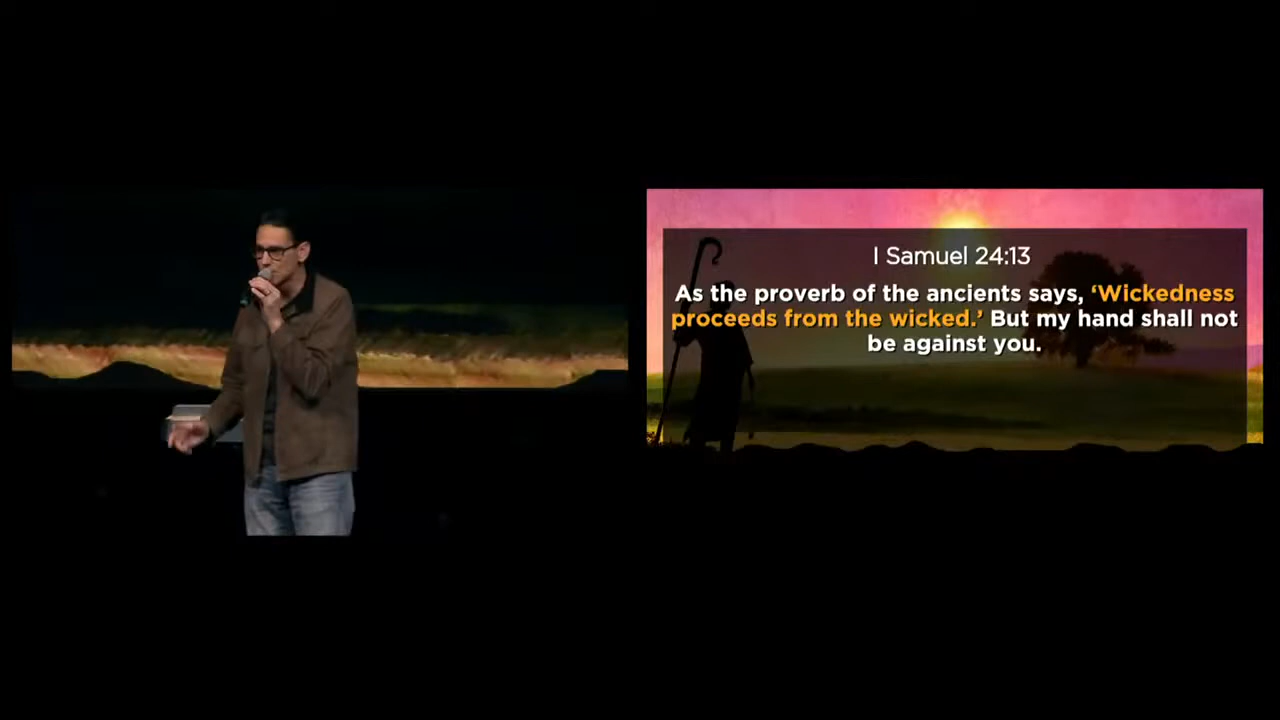 I Samuel 24:13
As the proverb of the ancients says, ‘Wickedness
proceeds from the wicked.’ But my hand shall not
be against you.